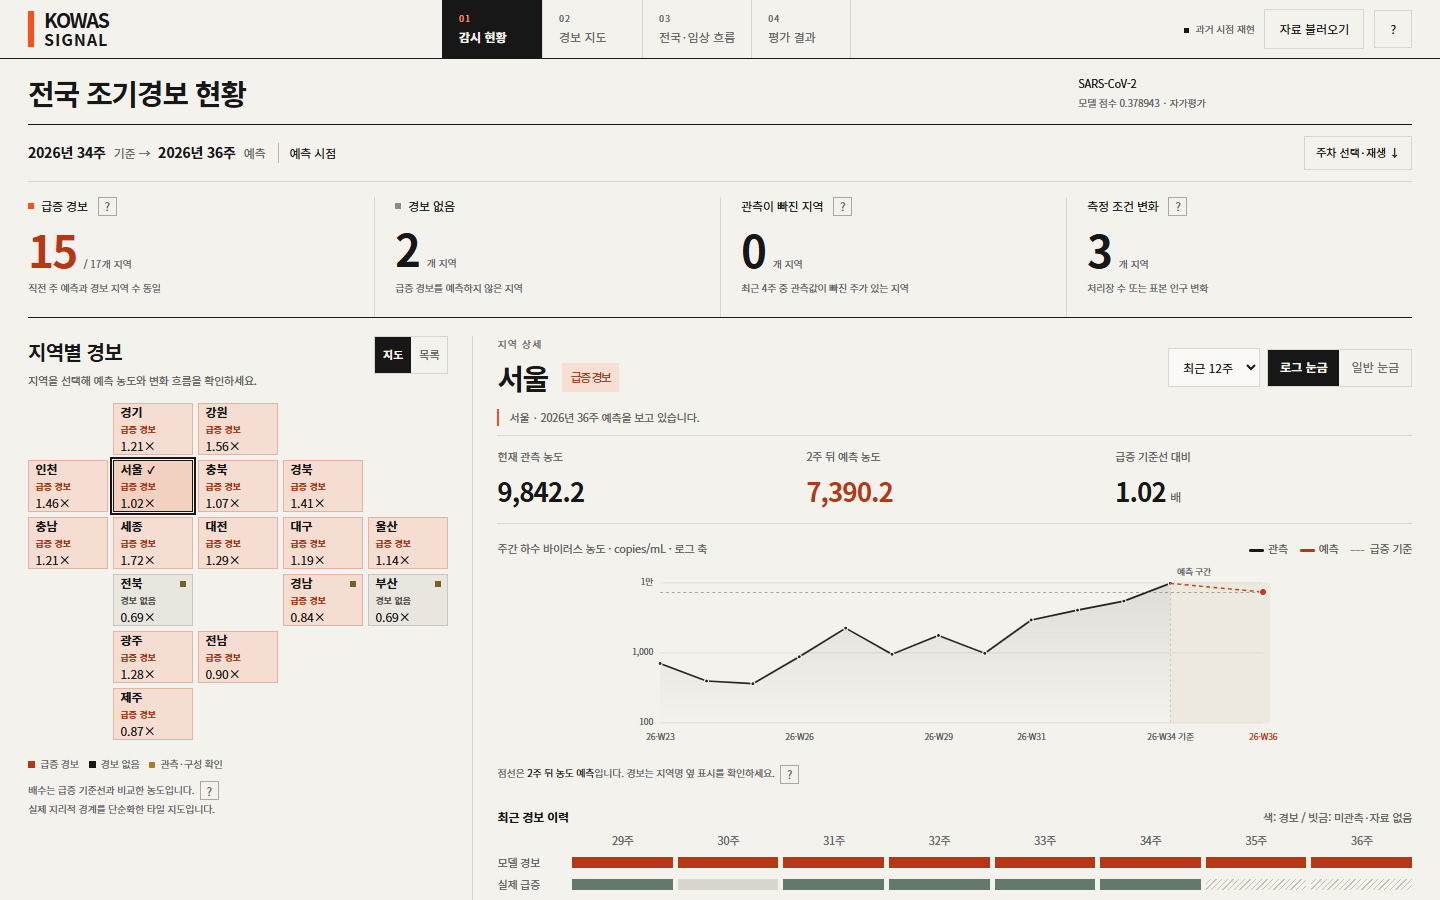 KOWAS
SIGNAL
01
감시 현황
02
경보 지도
03
전국·임상 흐름
04
평가 결과
과거 시점 재현
자료 불러오기
?
전국 조기경보 현황
SARS-CoV-2
모델 점수 0.378943 · 자가평가
2026년 34주 기준 → 2026년 36주 예측 예측 시점
주차 선택·재생 ↓
급증 경보 ?
15 / 17개 지역
직전 주 예측과 경보 지역 수 동일
경보 없음
2 개 지역
급증 경보를 예측하지 않은 지역
관측이 빠진 지역 ?
0 개 지역
최근 4주 중 관측값이 빠진 주가 있는 지역
측정 조건 변화 ?
3 개 지역
처리장 수 또는 표본 인구 변화
지역별 경보
지도 목록
지역을 선택해 예측 농도와 변화 흐름을 확인하세요.
경기
급증 경보
1.21×
강원
급증 경보
1.56×
인천
급증 경보
1.46×
서울 ✓
급증 경보
1.02×
충북
급증 경보
1.07×
경북
급증 경보
1.41×
충남
급증 경보
1.21×
세종
급증 경보
1.72×
대전
급증 경보
1.29×
대구
급증 경보
1.19×
울산
급증 경보
1.14×
전북
경보 없음
0.69×
경남
급증 경보
0.84×
부산
경보 없음
0.69×
광주
급증 경보
1.28×
전남
급증 경보
0.90×
제주
급증 경보
0.87×
급증 경보 경보 없음 관측·구성 확인
배수는 급증 기준선과 비교한 농도입니다. ?
실제 지리적 경계를 단순화한 타일 지도입니다.
지역 상세
서울 급증경보
최근 12주
로그 눈금 일반 눈금
서울 · 2026년 36주 예측을 보고 있습니다.
현재 관측 농도
9,842.2
2주 뒤 예측 농도
7,390.2
급증 기준선 대비
1.02 배
주간 하수 바이러스 농도 · copies/mL · 로그 축
관측 예측 급증 기준
예측 구간
1만
1,000
100
26-W23 26-W26 26-W29 26-W31 26-W34 기준 26-W36
점선은 2주 뒤 농도 예측입니다. 경보는 지역명 옆 표시를 확인하세요. ?
최근 경보 이력
색: 경보 / 빗금: 미관측·자료 없음
29주 30주 31주 32주 33주 34주 35주 36주
모델 경보
실제 급증